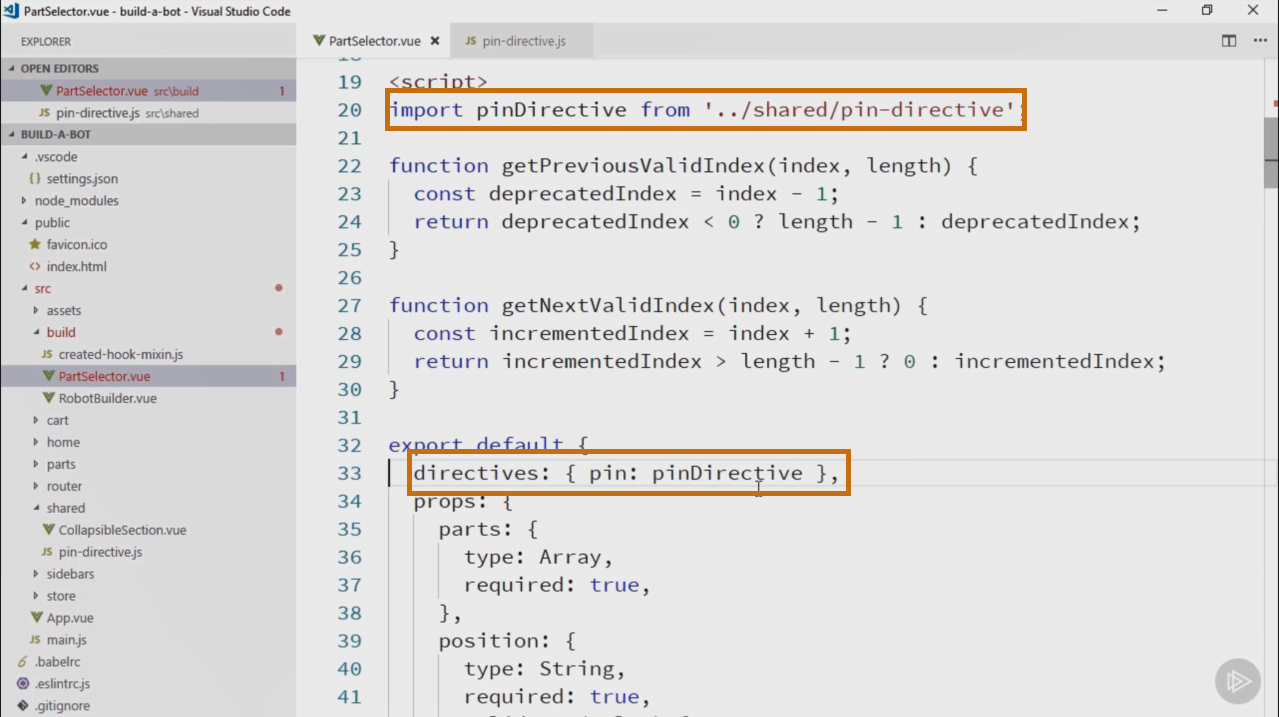 PartSelector.vue - build-a-bot - Visual Studio Code
EXPLORER
OPEN EDITORS
PartSelector.vue src\build 1
JS pin-directive.js src\shared
BUILD-A-BOT
.vscode
{} settings.json
node_modules
public
favicon.ico
<> index.html
src
assets
build
JS created-hook-mixin.js
PartSelector.vue 1
RobotBuilder.vue
cart
home
parts
router
shared
CollapsibleSection.vue
JS pin-directive.js
sidebars
store
App.vue
JS main.js
.babelrc
.eslintrc.js
.gitignore
PartSelector.vue
JS pin-directive.js
19 <script>
20 import pinDirective from '../shared/pin-directive';
21
22 function getPreviousValidIndex(index, length) {
23 const deprecatedIndex = index - 1;
24 return deprecatedIndex < 0 ? length - 1 : deprecatedIndex;
25 }
26
27 function getNextValidIndex(index, length) {
28 const incrementedIndex = index + 1;
29 return incrementedIndex > length - 1 ? 0 : incrementedIndex;
30 }
31
32 export default {
33 directives: { pin: pinDirective },
34 props: {
35 parts: {
36 type: Array,
37 required: true,
38 },
39 position: {
40 type: String,
41 required: true,